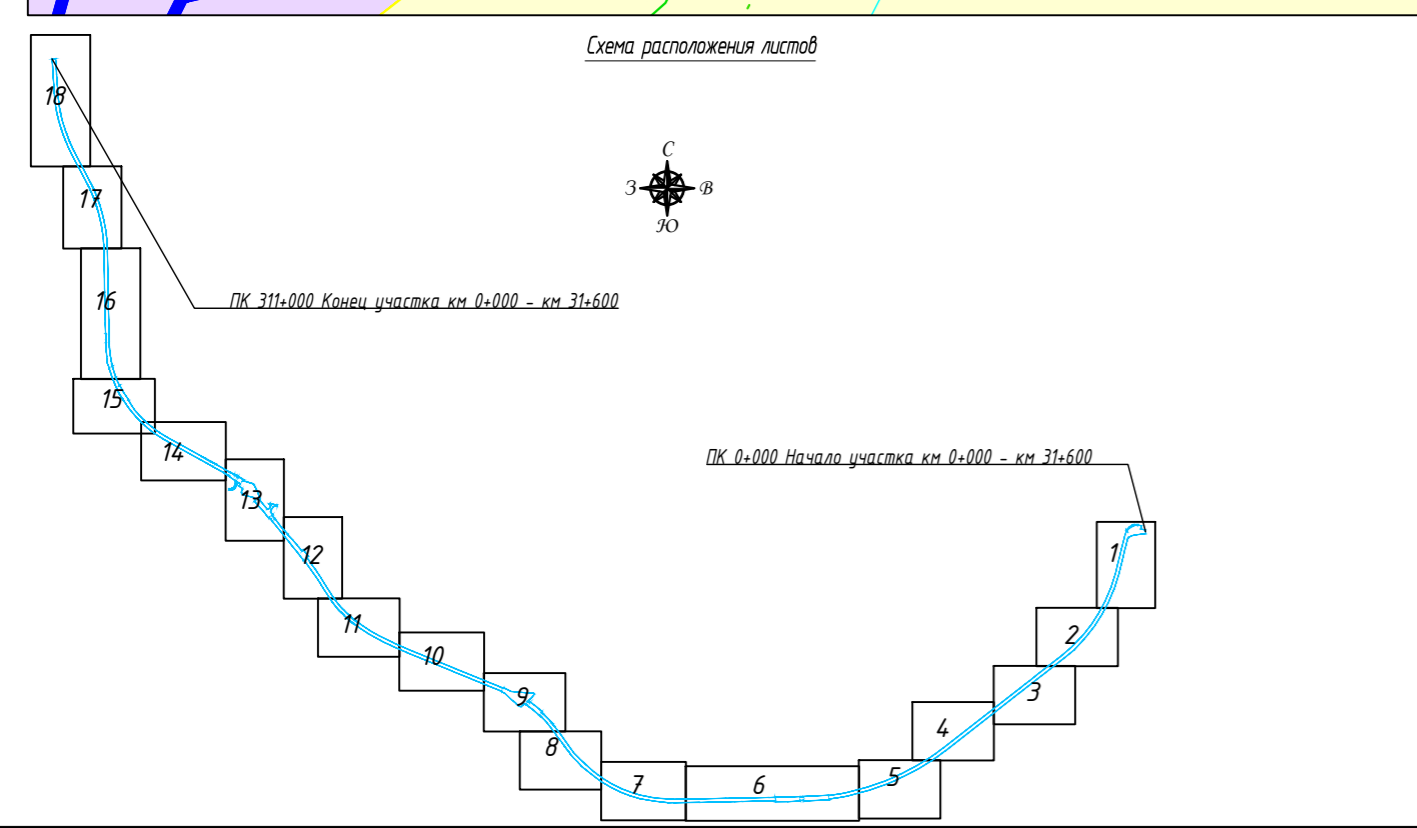 Схема расположения листов
18
С
З
В
Ю
17
16
ПК 311+000 Конец участка км 0+000 - км 31+600
15
14
ПК 0+000 Начало участка км 0+000 - км 31+600
13
12
1
11
2
10
3
9
4
8
5
7
6